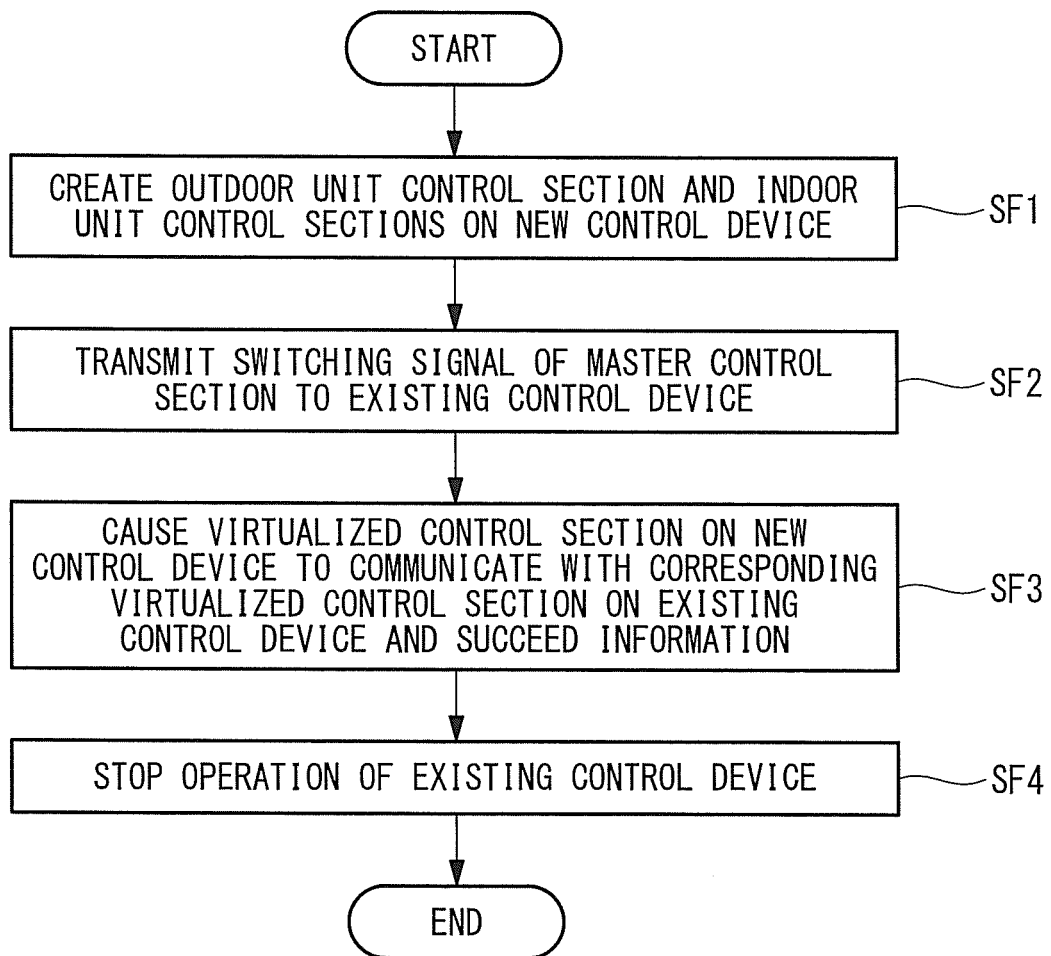 START
CREATE OUTDOOR UNIT CONTROL SECTION AND INDOOR
UNIT CONTROL SECTIONS ON NEW CONTROL DEVICE
SF1
TRANSMIT SWITCHING SIGNAL OF MASTER CONTROL
SECTION TO EXISTING CONTROL DEVICE
SF2
CAUSE VIRTUALIZED CONTROL SECTION ON NEW
CONTROL DEVICE TO COMMUNICATE WITH CORRESPONDING
VIRTUALIZED CONTROL SECTION ON EXISTING
CONTROL DEVICE AND SUCCEED INFORMATION
SF3
STOP OPERATION OF EXISTING CONTROL DEVICE
SF4
END